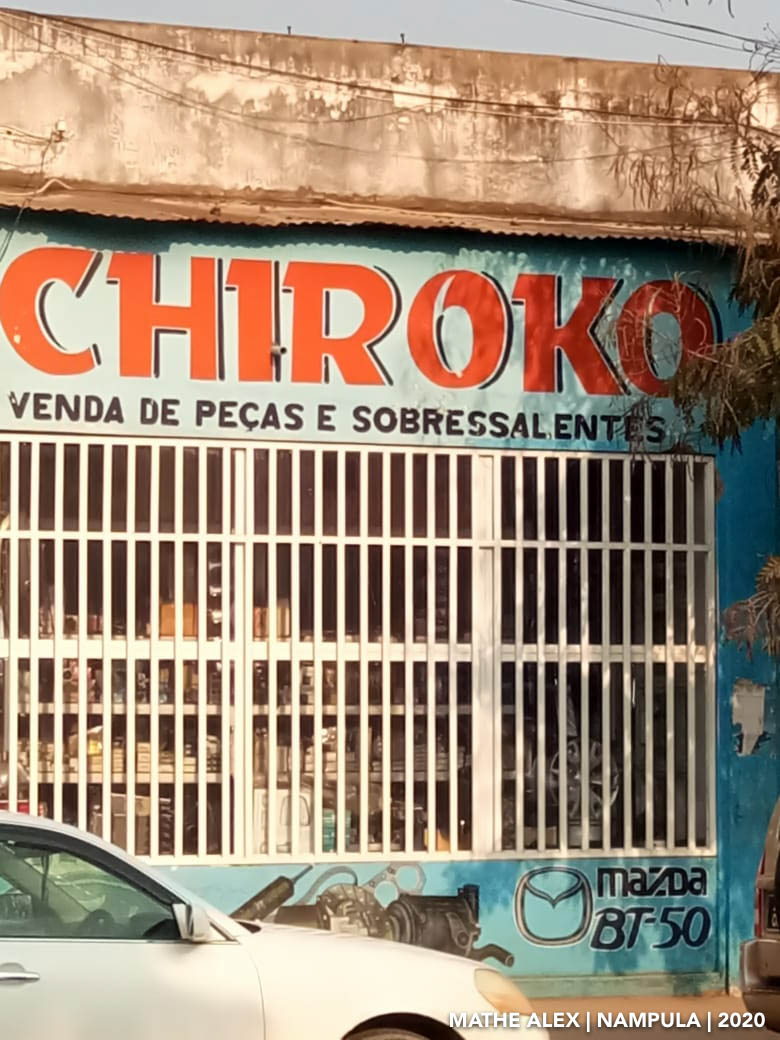 CHIROKO
VENDA DE PEÇAS E SOBRESSALENTES
mazda
BT-50
MATHE ALEX | NAMPULA | 2020